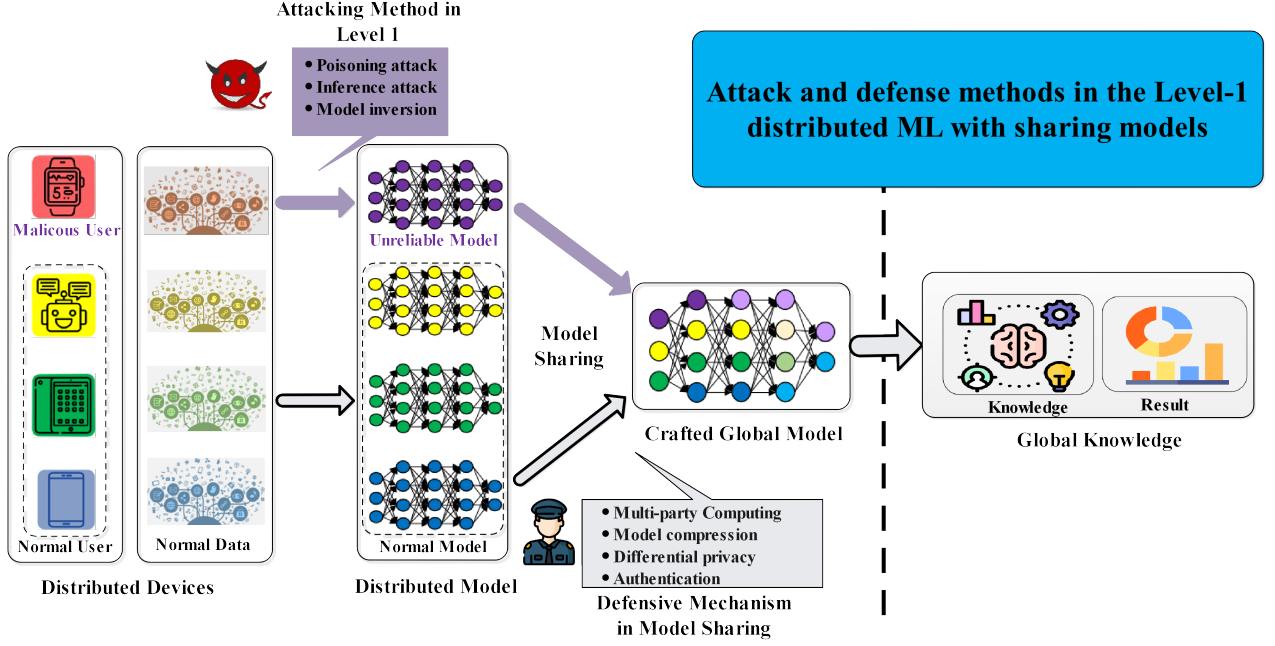 Attacking Method in
Level 1
• Poisoning attack
• Inference attack
• Model inversion
Attack and defense methods in the Level-1
distributed ML with sharing models
Malicous User
Normal User
Normal Data
Distributed Devices
Unreliable Model
Normal Model
Distributed Model
Model
Sharing
Crafted Global Model
• Multi-party Computing
• Model compression
• Differential privacy
• Authentication
Defensive Mechanism
in Model Sharing
Knowledge
Result
Global Knowledge